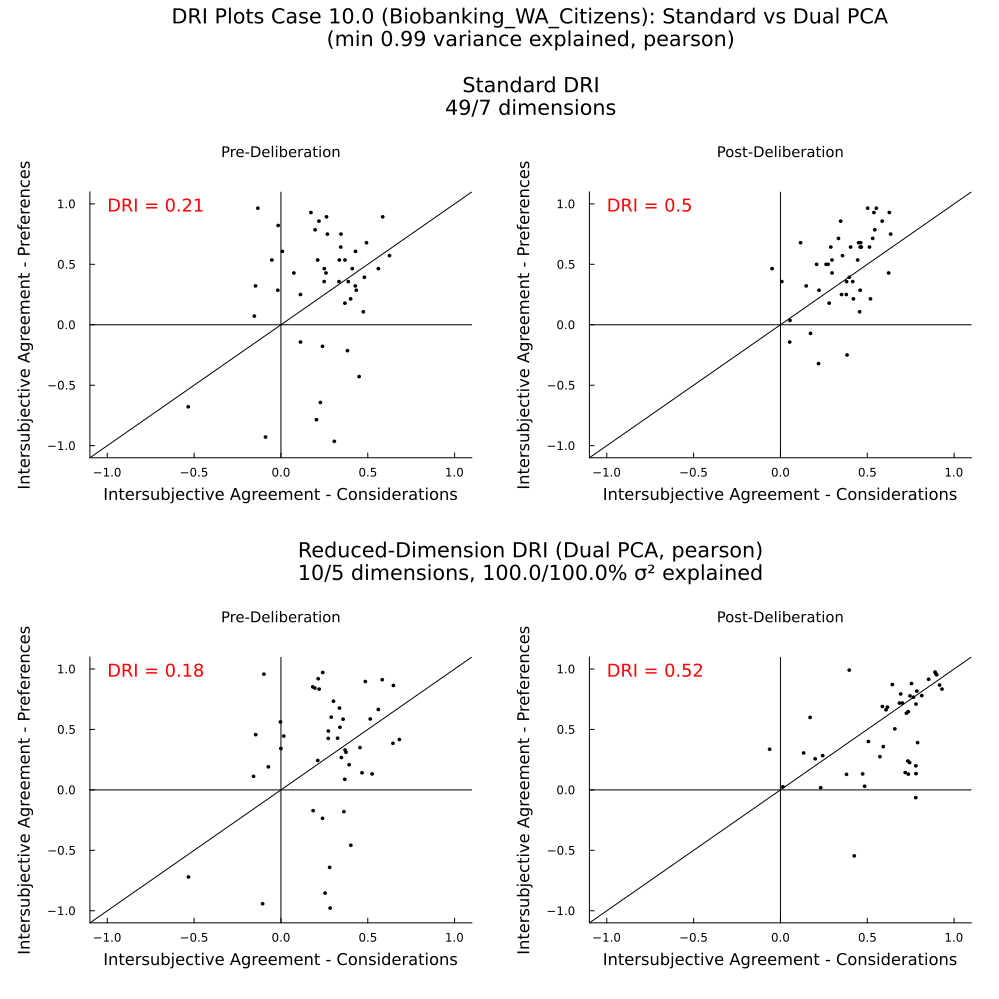 DRI Plots Case 10.0 (Biobanking_WA_Citizens): Standard vs Dual PCA
(min 0.99 variance explained, pearson)
Standard DRI
49/7 dimensions
Pre-Deliberation
DRI = 0.21
Intersubjective Agreement - Preferences
1.0
0.5
0.0
−0.5
−1.0
−1.0 −0.5 0.0 0.5 1.0
Intersubjective Agreement - Considerations
Post-Deliberation
DRI = 0.5
Intersubjective Agreement - Preferences
1.0
0.5
0.0
−0.5
−1.0
−1.0 −0.5 0.0 0.5 1.0
Intersubjective Agreement - Considerations
Reduced-Dimension DRI (Dual PCA, pearson)
10/5 dimensions, 100.0/100.0% σ² explained
Pre-Deliberation
DRI = 0.18
Intersubjective Agreement - Preferences
1.0
0.5
0.0
−0.5
−1.0
−1.0 −0.5 0.0 0.5 1.0
Intersubjective Agreement - Considerations
Post-Deliberation
DRI = 0.52
Intersubjective Agreement - Preferences
1.0
0.5
0.0
−0.5
−1.0
−1.0 −0.5 0.0 0.5 1.0
Intersubjective Agreement - Considerations